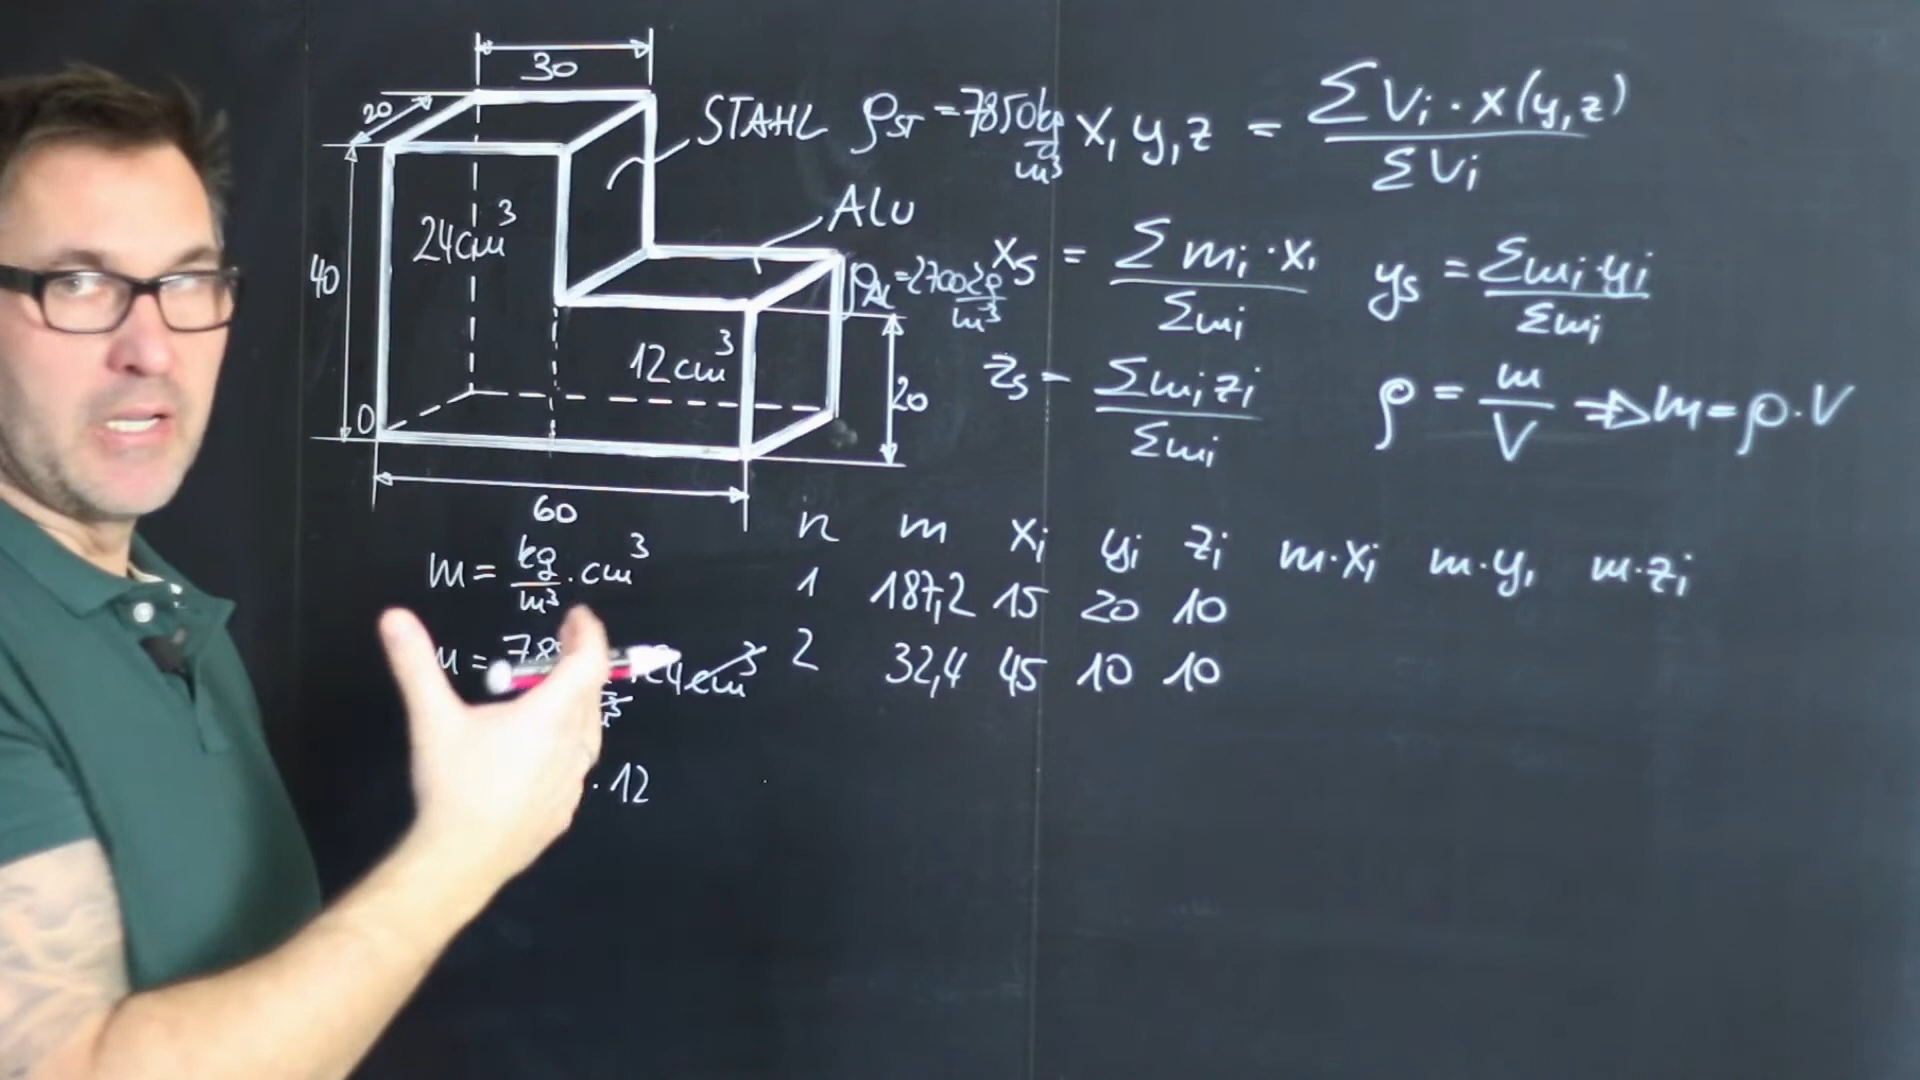 30
20
STAHL ρST = 7850 kg/m³
x, y, z = ΣVi · x(y,z) / ΣVi
24cm³
ALU
ρAL = 2700 kg/m³
40
xs = Σmi · xi / Σmi
ys = Σmi · yi / Σmi
12cm³
20
zs = Σmi zi / Σmi
ρ = m / V ⇒ m = ρ · V
0
60
m = kg/m³ · cm³
n m xi yi zi m·xi m·yi m·zi
1 187,2 15 20 10
2 32,4 45 10 10
m = 78
4cm³
· 12